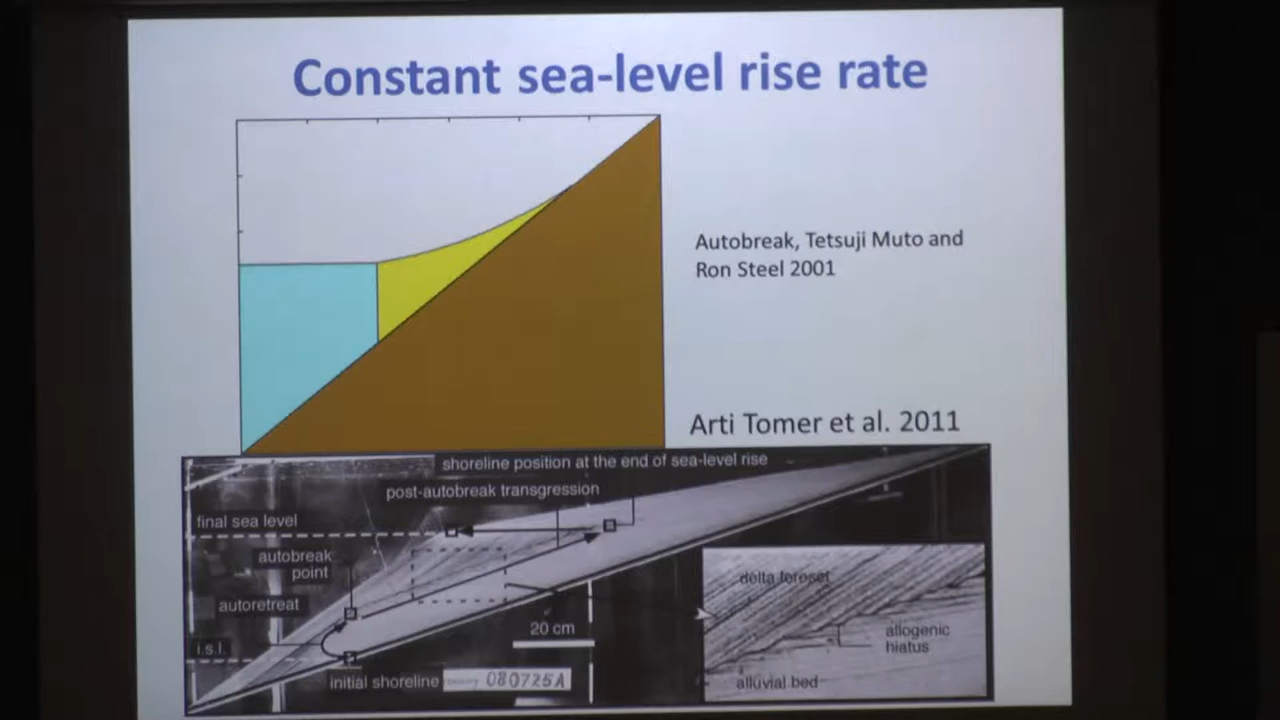 Constant sea-level rise rate
Autobreak, Tetsuji Muto and
Ron Steel 2001
Arti Tomer et al. 2011
shoreline position at the end of sea-level rise
post-autobreak transgression
final sea level
autobreak
point
autoretreat
i.s.l.
initial shoreline
080725A
20 cm
delta foreset
allogenic
hiatus
alluvial bed